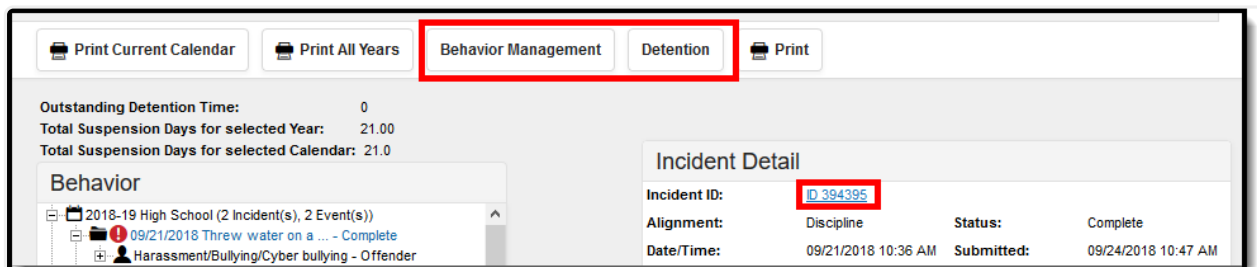 Print Current Calendar Print All Years Behavior Management Detention Print
Outstanding Detention Time: 0
Total Suspension Days for selected Year: 21.00
Total Suspension Days for selected Calendar: 21.0
Behavior
2018-19 High School (2 Incident(s), 2 Event(s))
09/21/2018 Threw water on a ... - Complete
Harassment/Bullying/Cyber bullying - Offender
Incident Detail
Incident ID: ID 394395
Alignment: Discipline Status: Complete
Date/Time: 09/21/2018 10:36 AM Submitted: 09/24/2018 10:47 AM